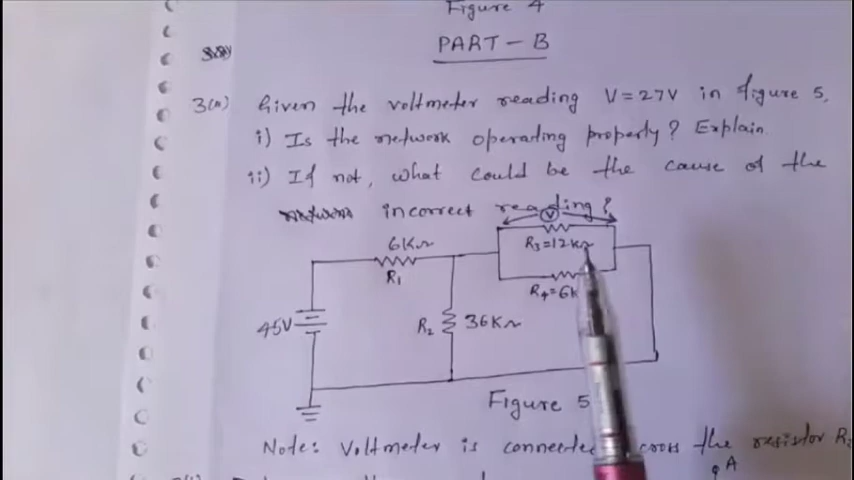 Figure 4
PART-B
3(a) Given the voltmeter reading V=27V in figure 5,
i) Is the network operating properly? Explain
ii) If not, what could be the cause of the
incorrect reading?
V
6KΩ
R3=12KΩ
R1
R4=6K
45V
R2
36KΩ
Figure 5
Note: Voltmeter is connected across the resistor R
A